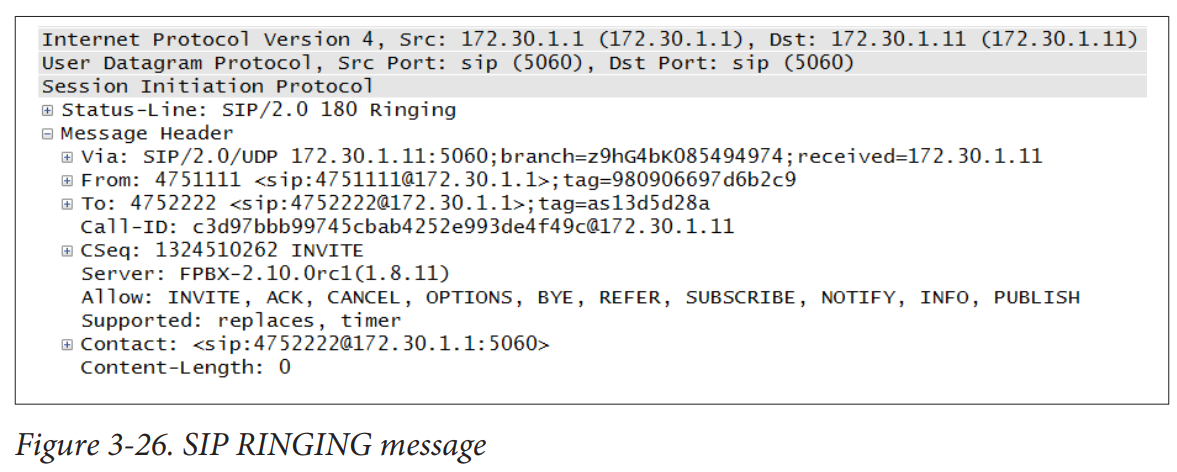 Internet Protocol Version 4, Src: 172.30.1.1 (172.30.1.1), Dst: 172.30.1.11 (172.30.1.11)
User Datagram Protocol, Src Port: sip (5060), Dst Port: sip (5060)
Session Initiation Protocol
Status-Line: SIP/2.0 180 Ringing
Message Header
Via: SIP/2.0/UDP 172.30.1.11:5060;branch=z9hG4bK085494974;received=172.30.1.11
From: 4751111 <sip:4751111@172.30.1.1>;tag=980906697d6b2c9
To: 4752222 <sip:4752222@172.30.1.1>;tag=as13d5d28a
Call-ID: c3d97bbb99745cbab4252e993de4f49c@172.30.1.11
CSeq: 1324510262 INVITE
Server: FPBX-2.10.0rc1(1.8.11)
Allow: INVITE, ACK, CANCEL, OPTIONS, BYE, REFER, SUBSCRIBE, NOTIFY, INFO, PUBLISH
Supported: replaces, timer
Contact: <sip:4752222@172.30.1.1:5060>
Content-Length: 0
Figure 3-26. SIP RINGING message